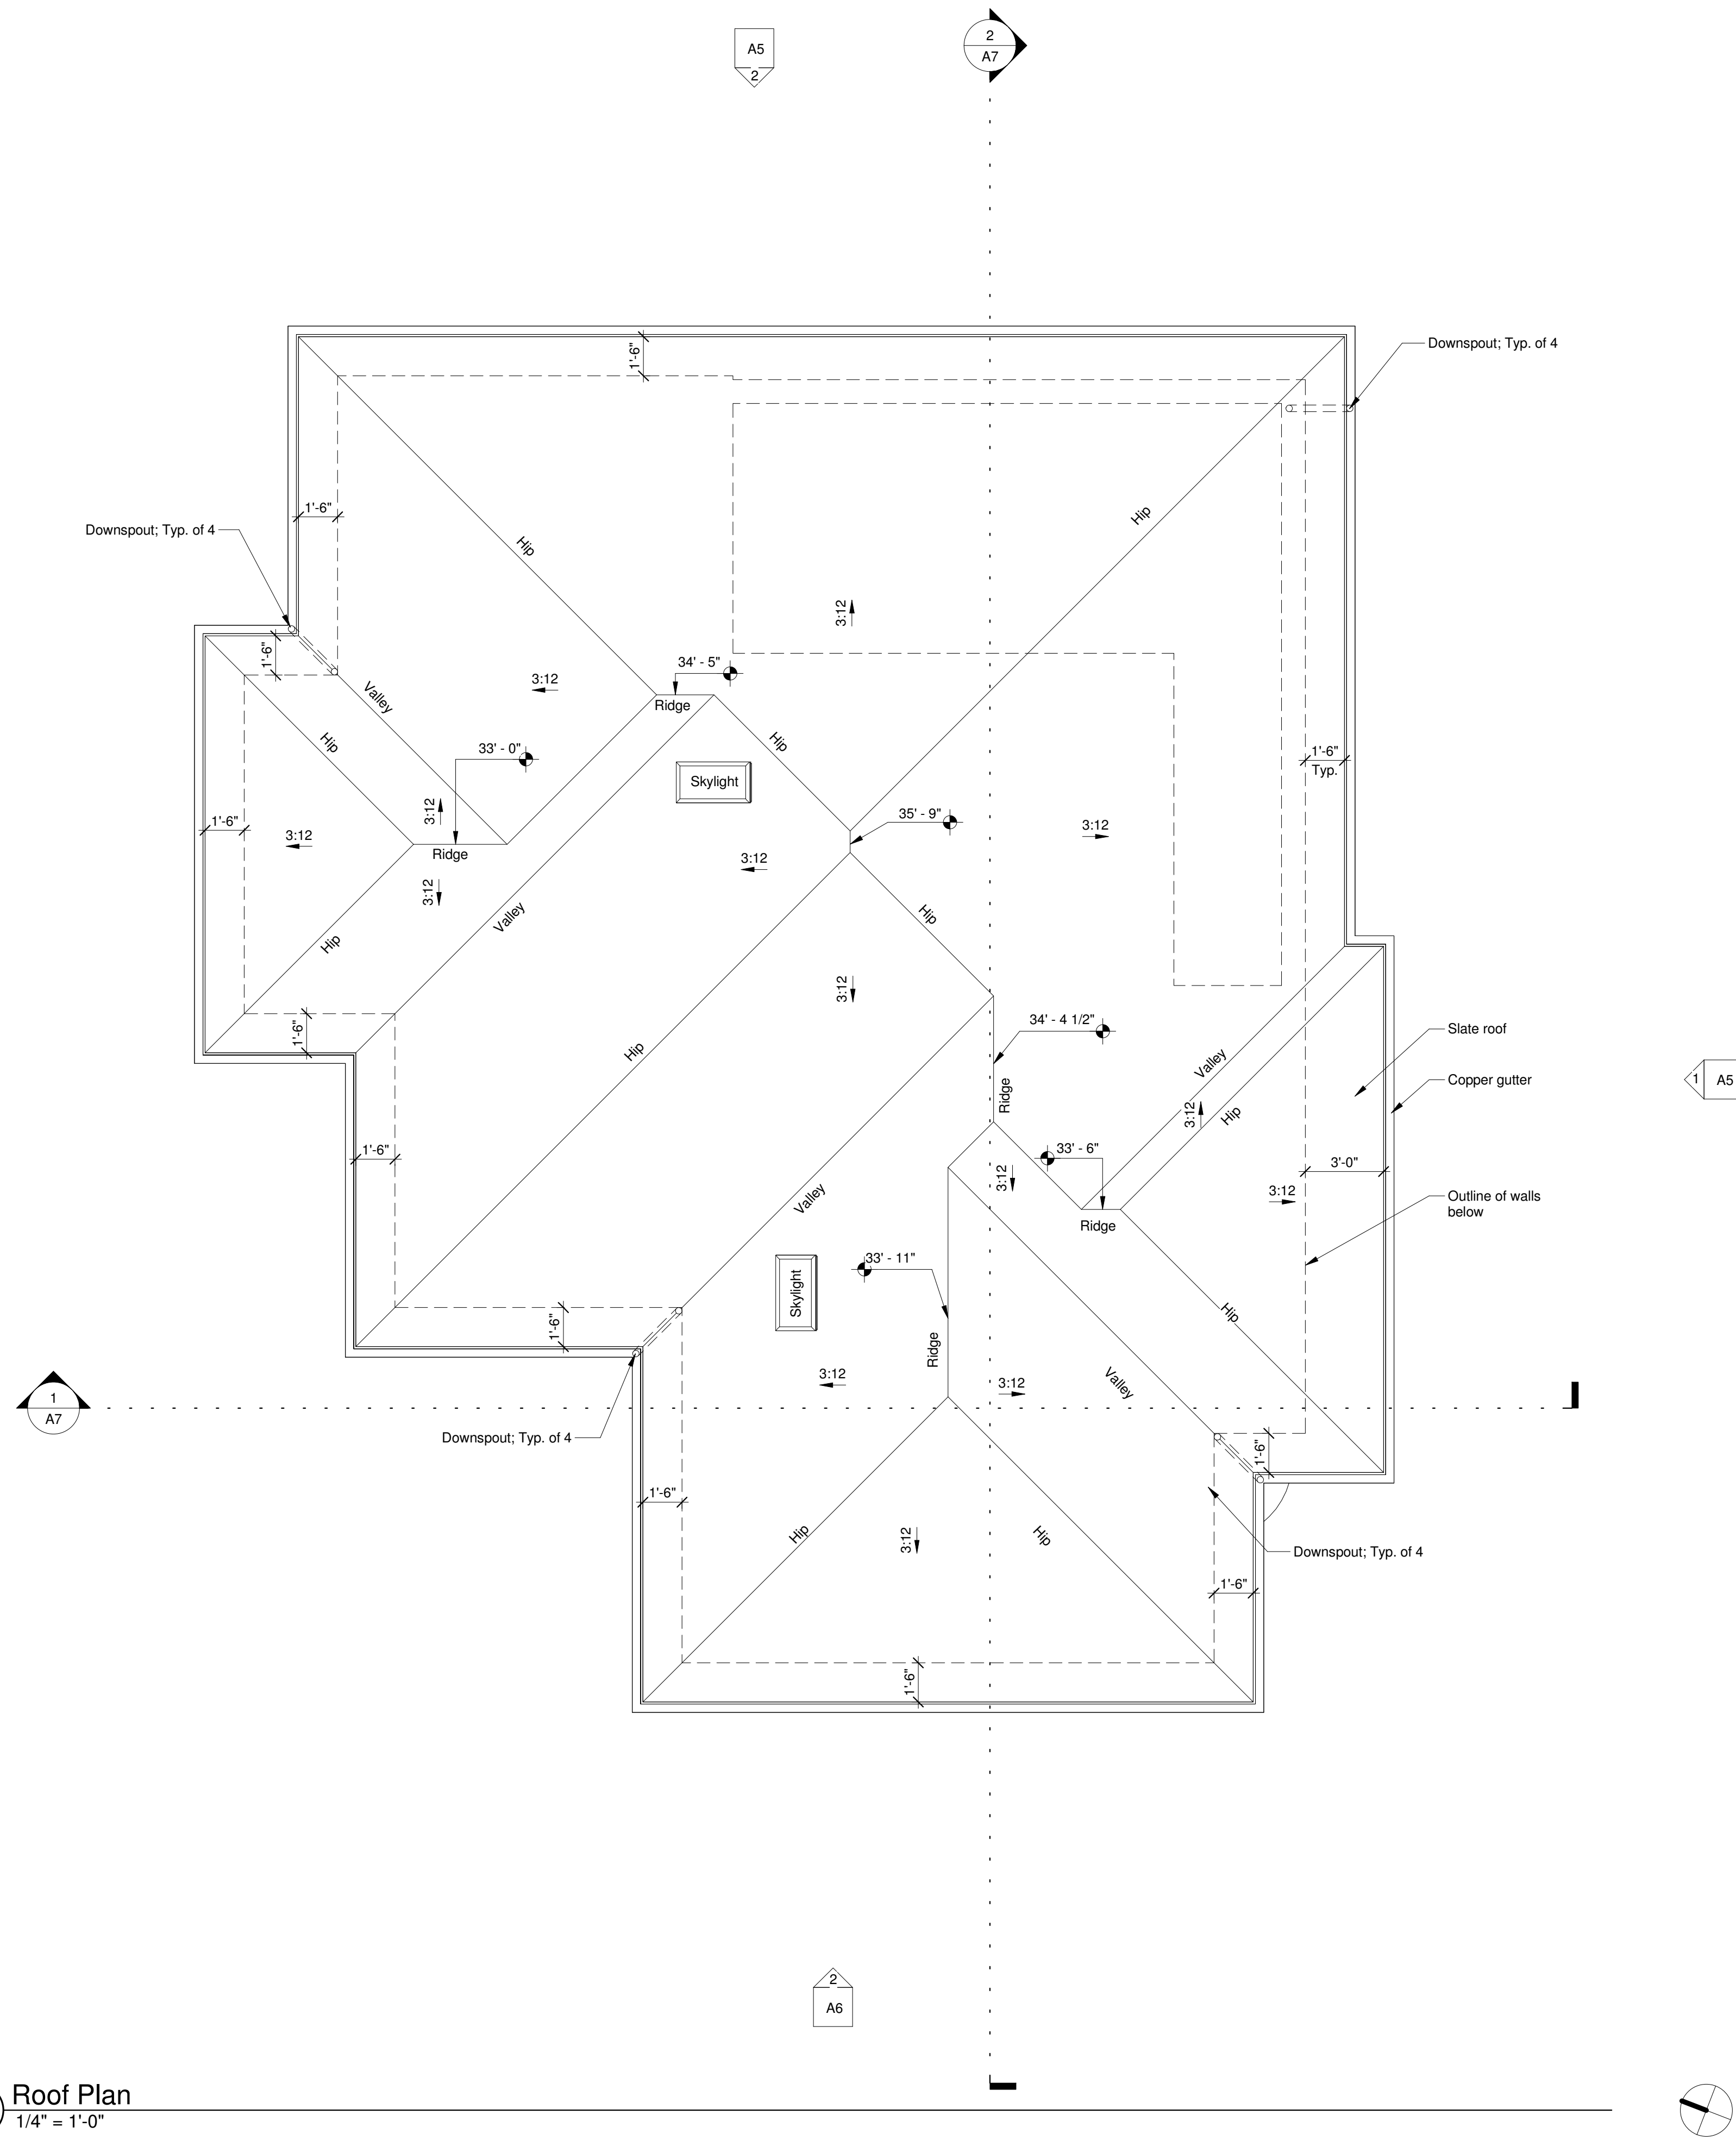 A5
2
2
A7
1'-6"
Downspout; Typ. of 4
1'-6"
Hip
Hip
Downspout; Typ. of 4
3:12
1'-6"
34' - 5"
3:12
Valley
Ridge
Hip
Hip
33' - 0"
1'-6"
Typ.
Skylight
3:12
35' - 9"
1'-6"
3:12
3:12
Ridge
3:12
3:12
Hip
Valley
Hip
3:12
1'-6"
34' - 4 1/2"
Slate roof
Hip
Valley
Copper gutter
1
A5
Ridge
3:12
Hip
1'-6"
33' - 6"
3'-0"
3:12
3:12
Valley
Outline of walls
below
Ridge
33' - 11"
Skylight
Hip
1'-6"
Ridge
3:12
3:12
Valley
1
A7
Downspout; Typ. of 4
1'-6"
1'-6"
Hip
3:12
Hip
Downspout; Typ. of 4
1'-6"
1'-6"
2
A6
Roof Plan
1/4" = 1'-0"